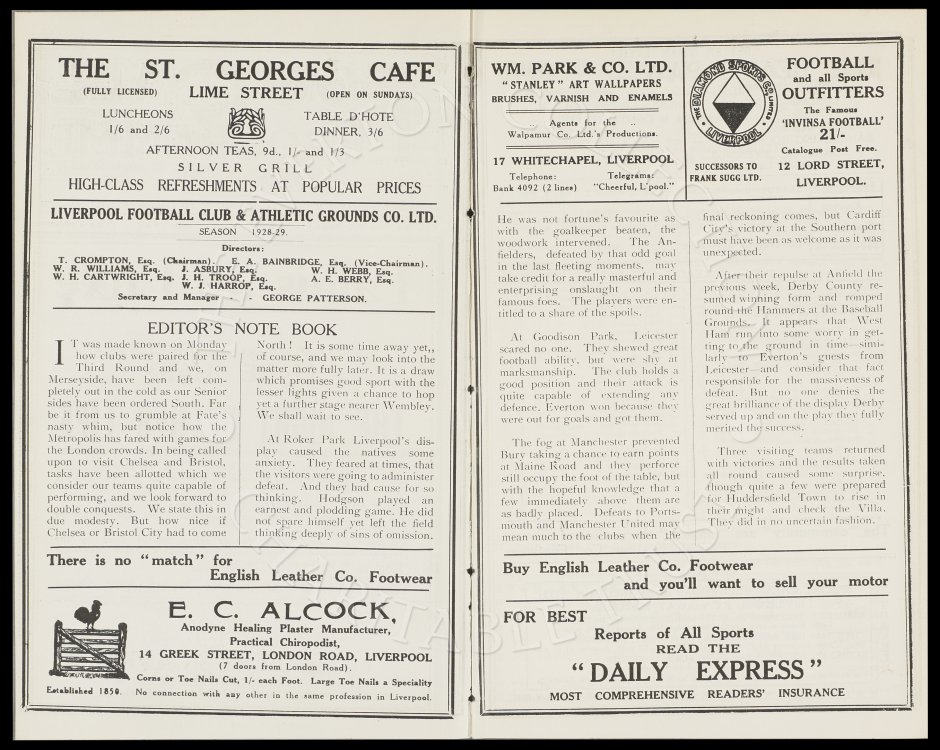 THE ST. GEORGES CAFE
(FULLY LICENSED) LIME STREET (OPEN ON SUNDAYS)
LUNCHEONS
1/6 and 2/6
TABLE D'HOTE
DINNER, 3/6
AFTERNOON TEAS, 9d., 1/- and 1/3
SILVER GRILL
HIGH-CLASS REFRESHMENTS AT POPULAR PRICES
LIVERPOOL FOOTBALL CLUB & ATHLETIC GROUNDS CO. LTD.
SEASON 1928-29.
Directors:
T. CROMPTON, Esq. (Chairman). E. A. BAINBRIDGE, Esq. (Vice-Chairman).
W. R. WILLIAMS, Esq. J. ASBURY, Esq. W. H. WEBB, Esq.
W. H. CARTWRIGHT, Esq. J. H. TROOP, Esq. A. E. BERRY, Esq.
W. J. HARROP, Esq.
Secretary and Manager - - GEORGE PATTERSON.
EDITOR'S NOTE BOOK
IT was made known on Monday
how clubs were paired for the
Third Round and we, on
Merseyside, have been left com-
pletely out in the cold as our Senior
sides have been ordered South. Far
be it from us to grumble at Fate's
nasty whim, but notice how the
Metropolis has fared with games for
the London crowds. In being called
upon to visit Chelsea and Bristol,
tasks have been allotted which we
consider our teams quite capable of
performing, and we look forward to
double conquests. We state this in
due modesty. But how nice if
Chelsea or Bristol City had to come
North! It is some time away yet,,
of course, and we may look into the
matter more fully later. It is a draw
which promises good sport with the
lesser lights given a chance to hop
yet a further stage nearer Wembley.
We shall wait to see.
At Roker Park Liverpool's dis-
play caused the natives some
anxiety. They feared at times, that
the visitors were going to administer
defeat. And they had cause for so
thinking. Hodgson played an
earnest and plodding game. He did
not spare himself yet left the field
thinking deeply of sins of omission.
There is no "match" for
English Leather Co. Footwear
E. C. ALCOCK,
Anodyne Healing Plaster Manufacturer,
Practical Chiropodist,
14 GREEK STREET, LONDON ROAD, LIVERPOOL
(7 doors from London Road).
Corns or Toe Nails Cut, 1/- each Foot. Large Toe Nails a Speciality
Established 1850. No connection with any other in the same profession in Liverpool.
WM. PARK & CO. LTD.
"STANLEY" ART WALLPAPERS
BRUSHES, VARNISH AND ENAMELS
.. Agents for the ..
Walpamur Co. Ltd.'s Productions.
17 WHITECHAPEL, LIVERPOOL
Telephone: Telegrams:
Bank 4092 (2 lines) "Cheerful, L'pool."
THE DIAMOND SPORTS CO. LIMITED
LIVERPOOL
SUCCESSORS TO
FRANK SUGG LTD.
FOOTBALL
and all Sports
OUTFITTERS
The Famous
'INVINSA FOOTBALL'
21/-
Catalogue Post Free.
12 LORD STREET,
LIVERPOOL.
He was not fortune's favourite as
with the goalkeeper beaten, the
woodwork intervened. The An-
fielders, defeated by that odd goal
in the last fleeting moments, may
take credit for a really masterful and
enterprising onslaught on their
famous foes. The players were en-
titled to a share of the spoils.
At Goodison Park, Leicester
scared no one. They shewed great
football ability, but were shy at
marksmanship. The club holds a
good position and their attack is
quite capable of extending any
defence. Everton won because they
were out for goals and got them.
The fog at Manchester prevented
Bury taking a chance to earn points
at Maine Road and they perforce
still occupy the foot of the table, but
with the hopeful knowledge that a
few immediately above them are
as badly placed. Defeats to Ports-
mouth and Manchester United may
mean much to the clubs when the
final reckoning comes, but Cardiff
City's victory at the Southern port
must have been as welcome as it was
unexpected.
After their repulse at Anfield the
previous week, Derby County re-
sumed winning form and romped
round the Hammers at the Baseball
Grounds. It appears that West
Ham run into some worry in get-
ting to the ground in time—simi-
larly to Everton's guests from
Leicester—and consider that fact
responsible for the massiveness of
defeat. But no one denies the
great brilliance of the display Derby
served up and on the play they fully
merited the success.
Three visiting teams returned
with victories and the results taken
all round caused some surprise,
though quite a few were prepared
for Huddersfield Town to rise in
their might and check the Villa.
They did in no uncertain fashion.
Buy English Leather Co. Footwear
and you'll want to sell your motor
FOR BEST
Reports of All Sports
READ THE
"DAILY EXPRESS"
MOST COMPREHENSIVE READERS' INSURANCE